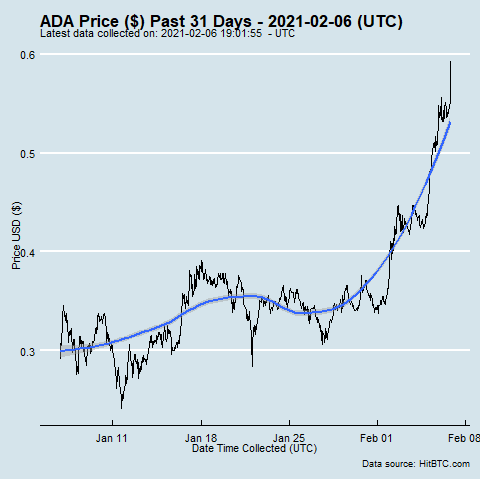 ADA Price ($) Past 31 Days - 2021-02-06 (UTC)
Latest data collected on: 2021-02-06 19:01:55 - UTC
0.6
0.5
0.4
0.3
Price USD ($)
Jan 11 Jan 18 Jan 25 Feb 01 Feb 08
Date Time Collected (UTC)
Data source: HitBTC.com